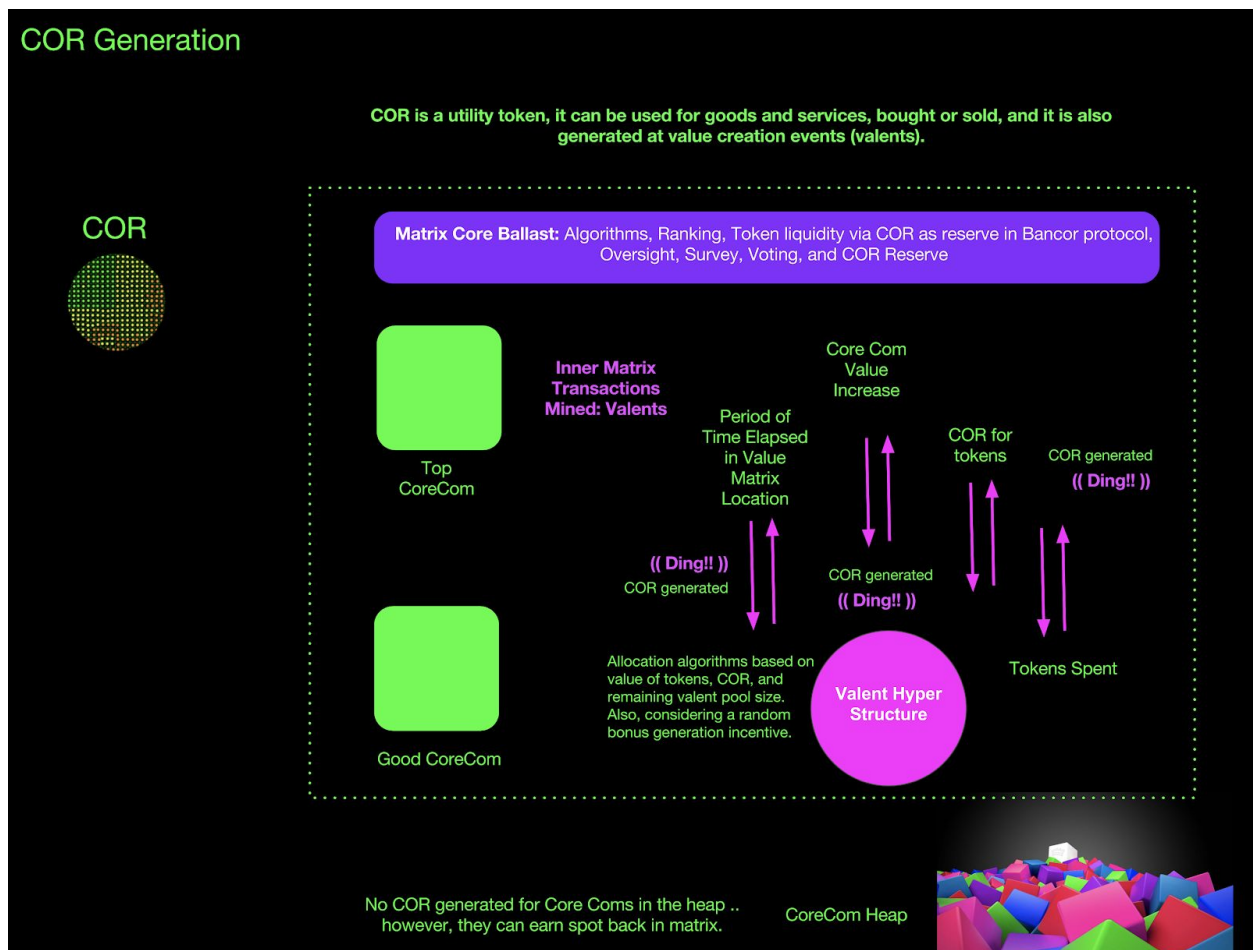 COR Generation
COR is a utility token, it can be used for goods and services, bought or sold, and it is also
generated at value creation events (valents).
COR
Matrix Core Ballast: Algorithms, Ranking, Token liquidity via COR as reserve in Bancor protocol,
Oversight, Survey, Voting, and COR Reserve
Top
CoreCom
Inner Matrix
Transactions
Mined: Valents
Period of
Time Elapsed
in Value
Matrix
Location
Core Com
Value
Increase
COR for
tokens
COR generated
(( Ding!! ))
(( Ding!! ))
COR generated
COR generated
(( Ding!! ))
Good CoreCom
Allocation algorithms based on
value of tokens, COR, and
remaining valent pool size.
Also, considering a random
bonus generation incentive.
Valent Hyper
Structure
Tokens Spent
No COR generated for Core Coms in the heap ..
however, they can earn spot back in matrix.
CoreCom Heap